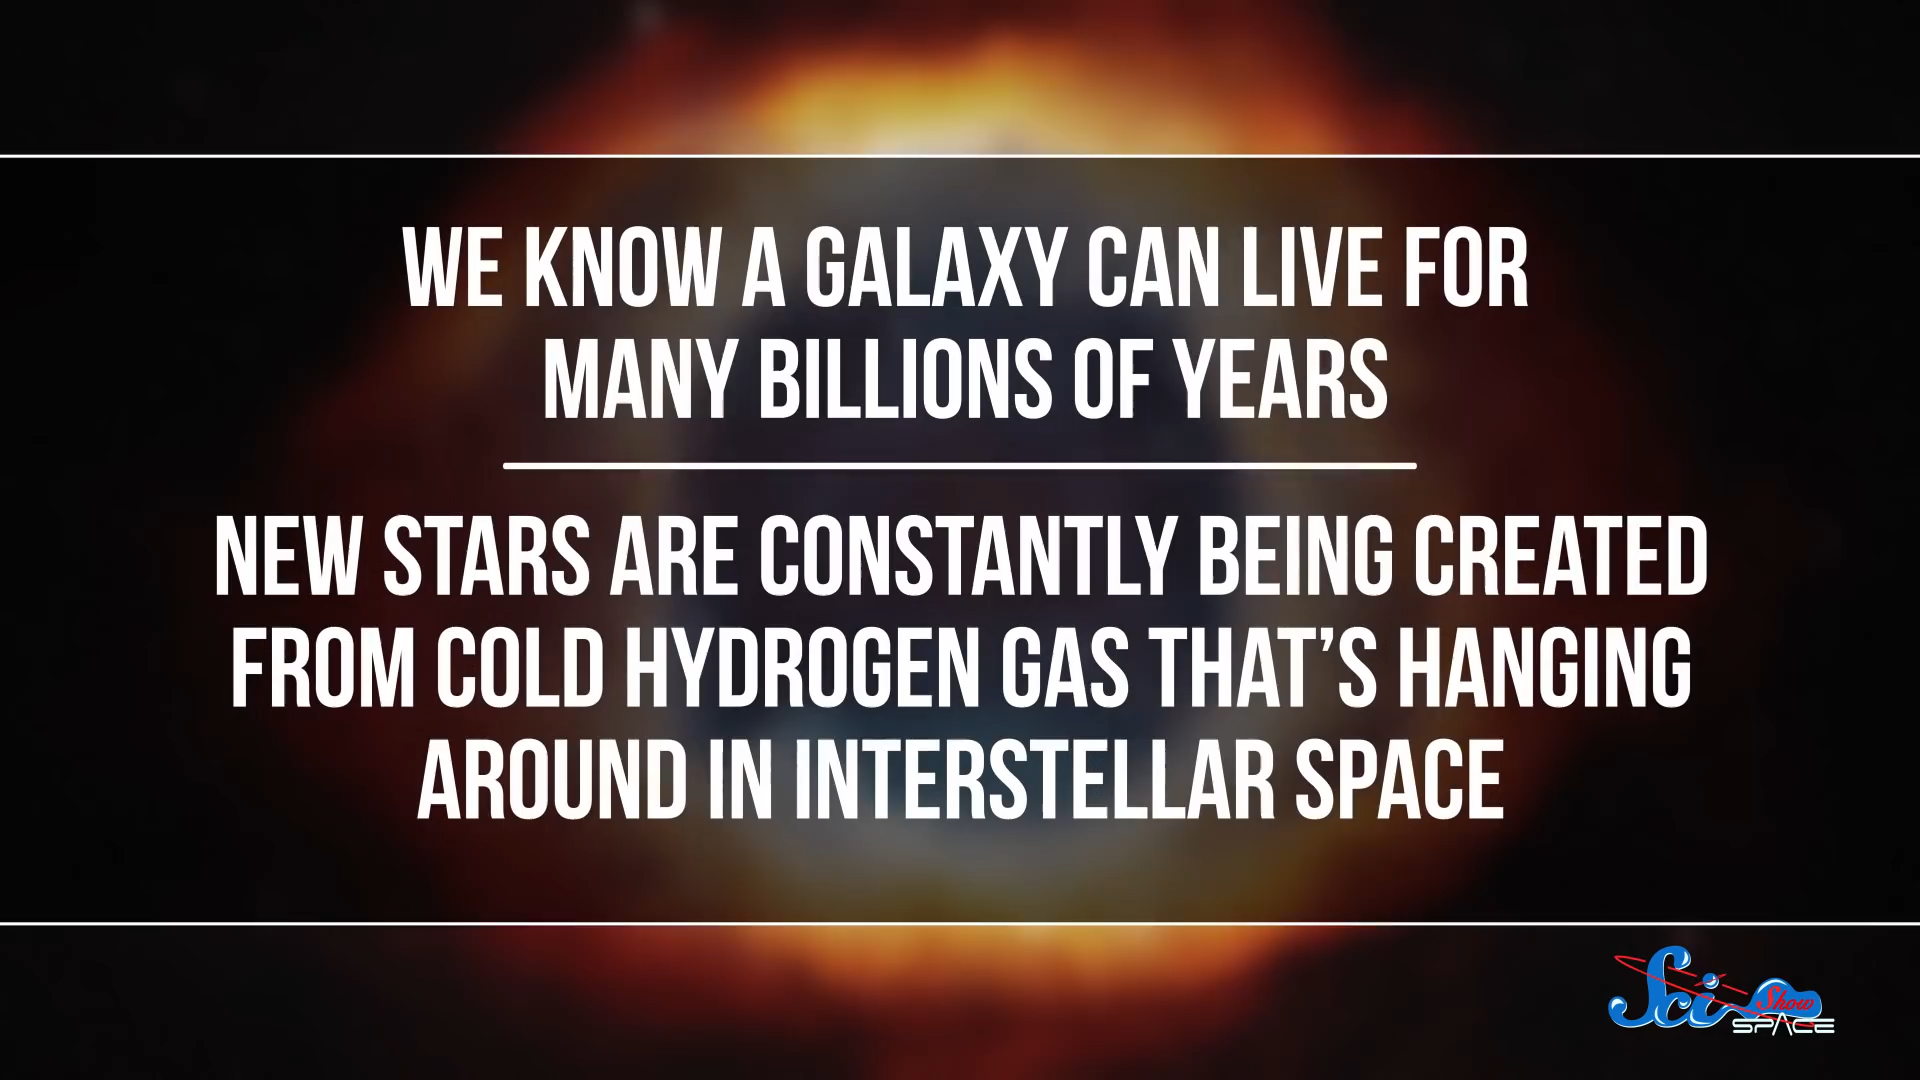 WE KNOW A GALAXY CAN LIVE FOR
MANY BILLIONS OF YEARS
NEW STARS ARE CONSTANTLY BEING CREATED
FROM COLD HYDROGEN GAS THAT’S HANGING
AROUND IN INTERSTELLAR SPACE
Sci Show
SPACE